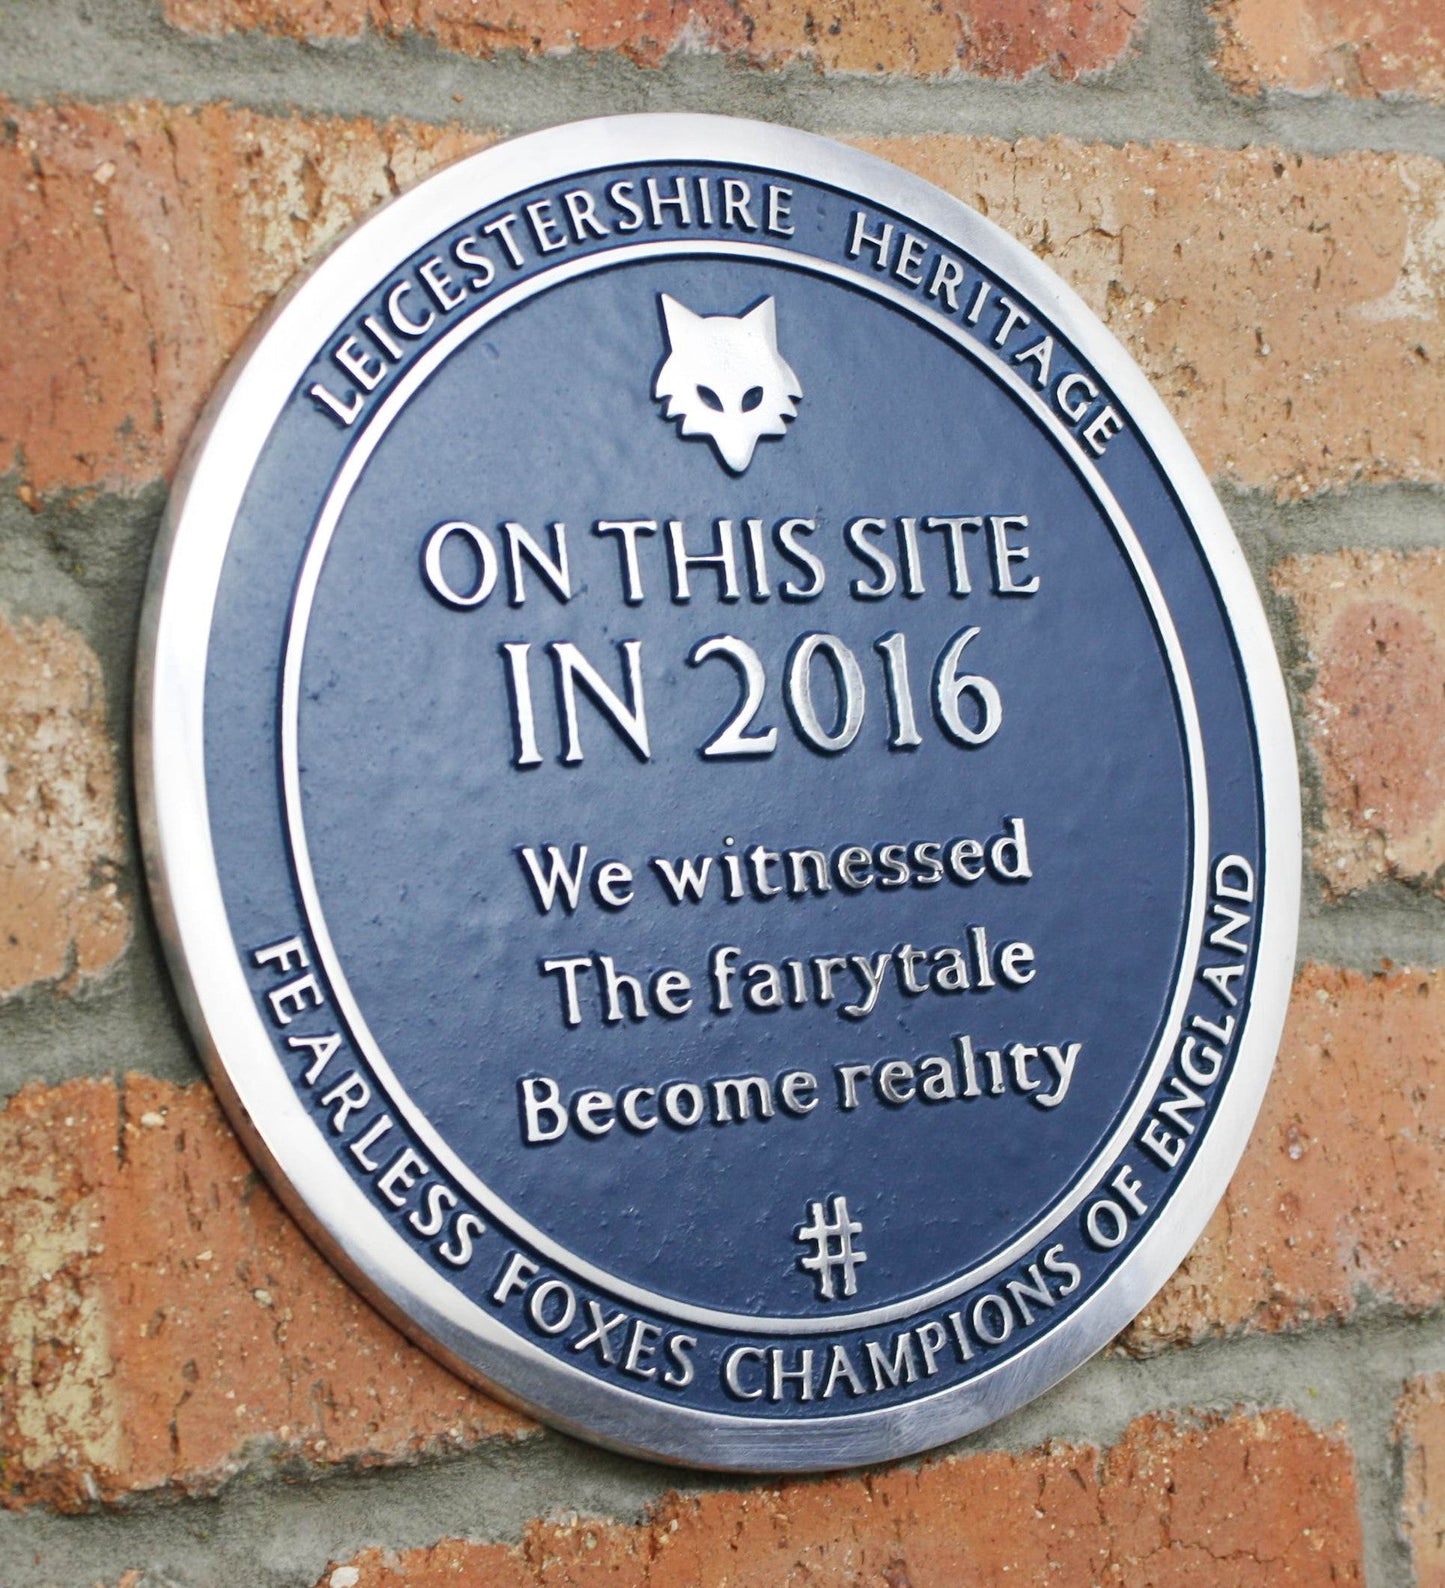 LEICESTERSHIRE HERITAGE
ON THIS SITE
IN 2016
We witnessed
The fairytale
Become reality
#
FEARLESS FOXES CHAMPIONS OF ENGLAND